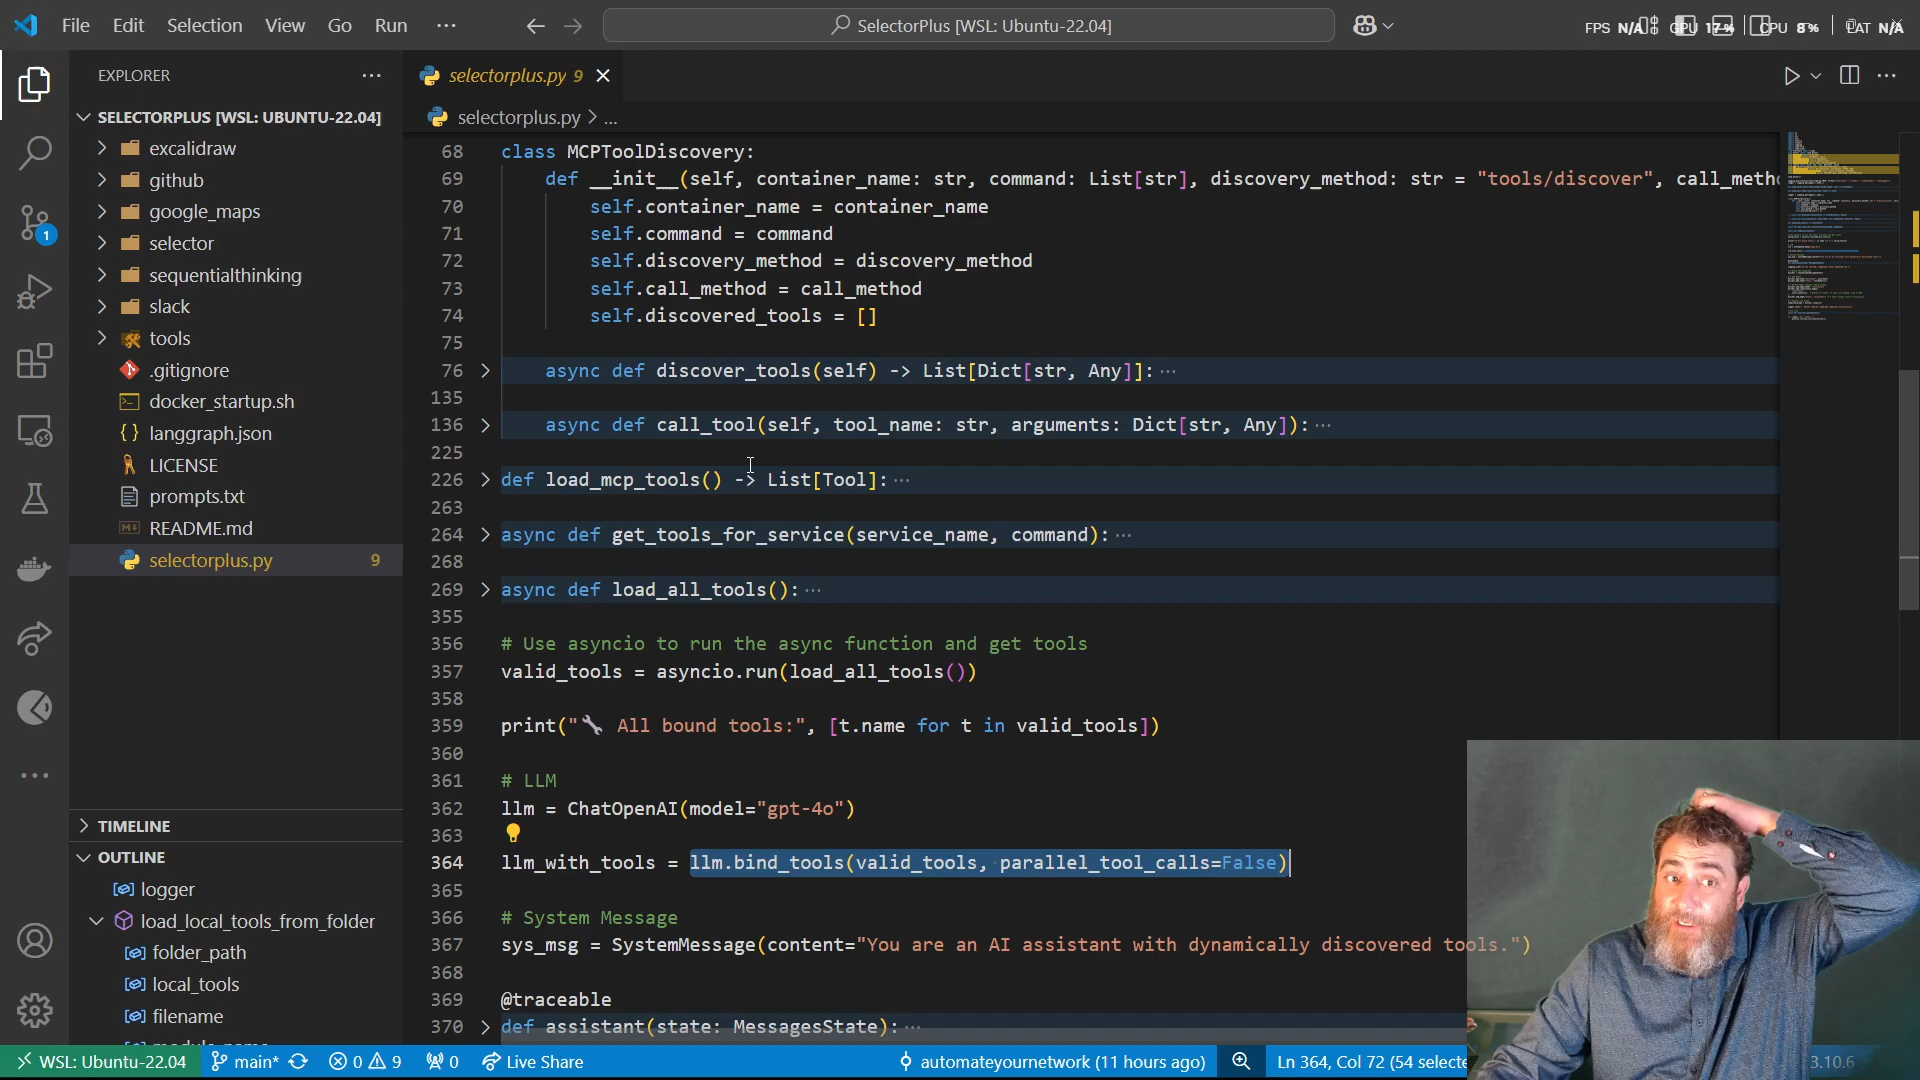 File Edit Selection View Go Run ···
SelectorPlus [WSL: Ubuntu-22.04]
FPS N/A GPU 17% CPU 8% LAT N/A
EXPLORER
selectorplus.py 9
SELECTORPLUS [WSL: UBUNTU-22.04]
selectorplus.py > ...
excalidraw
github
google_maps
selector
1
sequentialthinking
slack
tools
.gitignore
docker_startup.sh
langgraph.json
LICENSE
prompts.txt
README.md
selectorplus.py 9
TIMELINE
OUTLINE
logger
load_local_tools_from_folder
folder_path
local_tools
filename
68 class MCPToolDiscovery:
69 def __init__(self, container_name: str, command: List[str], discovery_method: str = "tools/discover", call_metho
70 self.container_name = container_name
71 self.command = command
72 self.discovery_method = discovery_method
73 self.call_method = call_method
74 self.discovered_tools = []
75
76 async def discover_tools(self) -> List[Dict[str, Any]]:···
135
136 async def call_tool(self, tool_name: str, arguments: Dict[str, Any]):···
225
226 def load_mcp_tools() -> List[Tool]:···
263
264 async def get_tools_for_service(service_name, command):···
268
269 async def load_all_tools():···
355
356 # Use asyncio to run the async function and get tools
357 valid_tools = asyncio.run(load_all_tools())
358
359 print("🔧 All bound tools:", [t.name for t in valid_tools])
360
361 # LLM
362 llm = ChatOpenAI(model="gpt-4o")
363
364 llm_with_tools = llm.bind_tools(valid_tools, parallel_tool_calls=False)
365
366 # System Message
367 sys_msg = SystemMessage(content="You are an AI assistant with dynamically discovered tools.")
368
369 @traceable
370 def assistant(state: MessagesState):···
WSL: Ubuntu-22.04 main* 0 9 0 Live Share automateyournetwork (11 hours ago) Ln 364, Col 72 (54 selecte 3.10.6